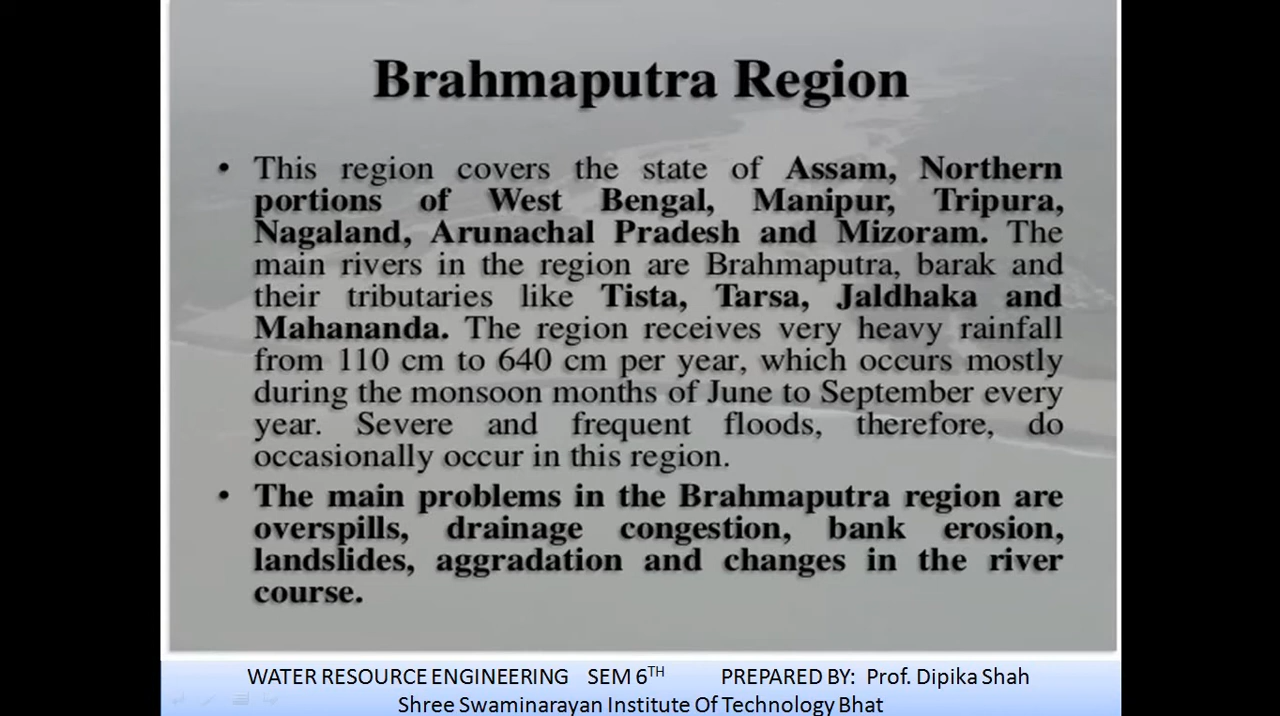 Brahmaputra Region
• This region covers the state of Assam, Northern
portions of West Bengal, Manipur, Tripura,
Nagaland, Arunachal Pradesh and Mizoram. The
main rivers in the region are Brahmaputra, barak and
their tributaries like Tista, Tarsa, Jaldhaka and
Mahananda. The region receives very heavy rainfall
from 110 cm to 640 cm per year, which occurs mostly
during the monsoon months of June to September every
year. Severe and frequent floods, therefore, do
occasionally occur in this region.
• The main problems in the Brahmaputra region are
overspills, drainage congestion, bank erosion,
landslides, aggradation and changes in the river
course.
WATER RESOURCE ENGINEERING SEM 6TH PREPARED BY: Prof. Dipika Shah
Shree Swaminarayan Institute Of Technology Bhat